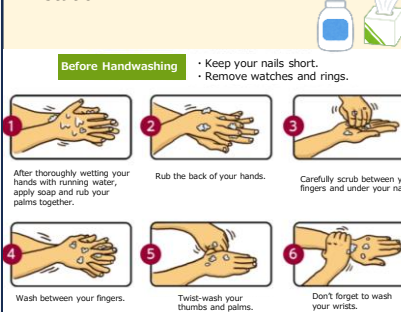 Before Handwashing
・Keep your nails short.
・Remove watches and rings.
1
2
3
After thoroughly wetting your
hands with running water,
apply soap and rub your
palms together.
Rub the back of your hands.
Carefully scrub between
fingers and under your
4
5
6
Wash between your fingers.
Twist-wash your
thumbs and palms.
Don't forget to wash
your wrists.